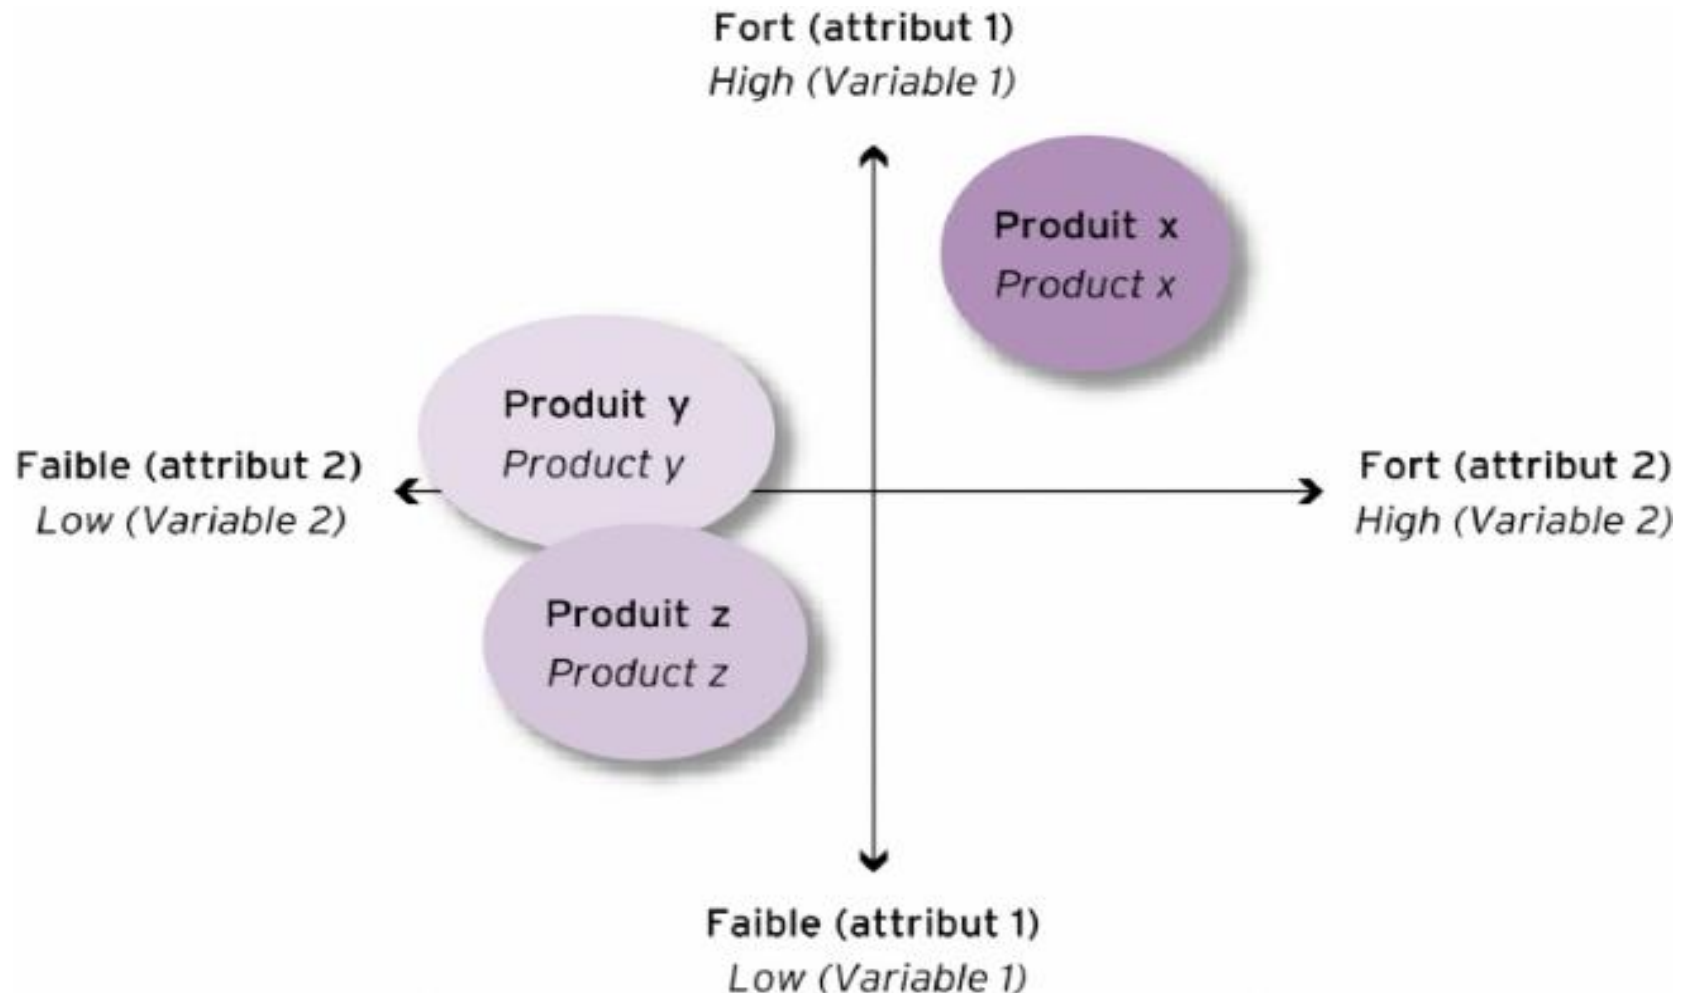 Fort (attribut 1)
High (Variable 1)
Produit x
Product x
Produit y
Product y
Faible (attribut 2)
Low (Variable 2)
Fort (attribut 2)
High (Variable 2)
Produit z
Product z
Faible (attribut 1)
Low (Variable 1)